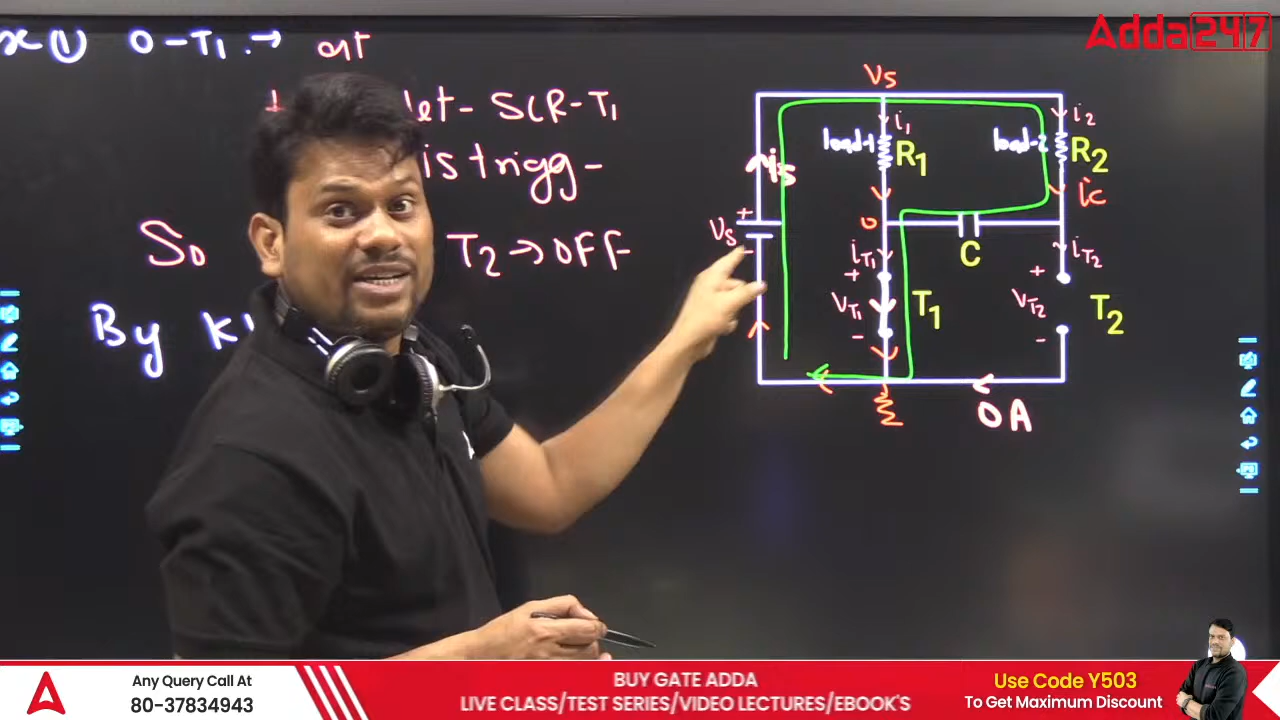 x ① 0-T1 → at
let- SCR-T1
is trigg-
So T2 → OFF
By K
Adda247
Vs
i1
i2
load-1
R1
load-2
R2
is
ic
+
Vs
-
0
C
iT1
iT2
+
VT1
-
T1
+
VT2
-
T2
0A
Any Query Call At
80-37834943
BUY GATE ADDA
LIVE CLASS/TEST SERIES/VIDEO LECTURES/EBOOK'S
Use Code Y503
To Get Maximum Discount